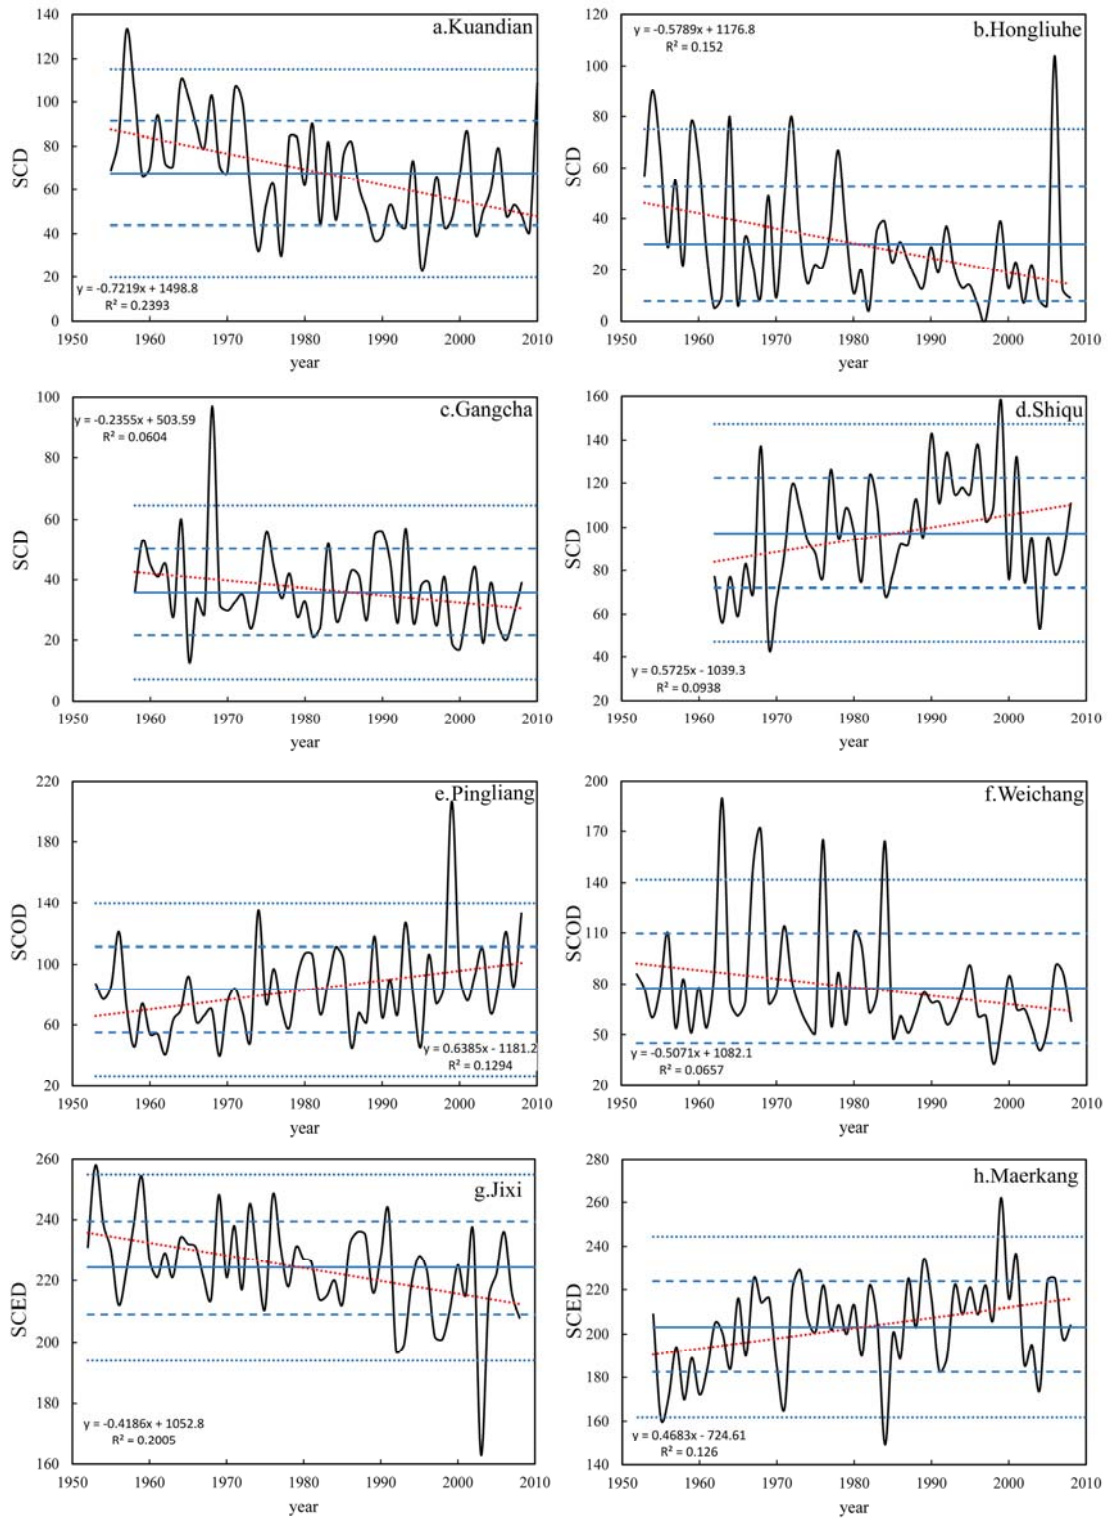 a.Kuandian
140
120
100
80
60
40
20
0
SCD
y = -0.7219x + 1498.8
R² = 0.2393
1950 1960 1970 1980 1990 2000 2010
year
b.Hongliuhe
y = -0.5789x + 1176.8
R² = 0.152
120
100
80
60
40
20
0
SCD
1950 1960 1970 1980 1990 2000 2010
year
c.Gangcha
y = -0.2355x + 503.59
R² = 0.0604
100
80
60
40
20
0
SCD
1950 1960 1970 1980 1990 2000 2010
year
d.Shiqu
160
140
120
100
80
60
40
20
SCD
y = 0.5725x - 1039.3
R² = 0.0938
1950 1960 1970 1980 1990 2000 2010
year
e.Pingliang
220
180
140
100
60
20
SCOD
y = 0.6385x - 1181.2
R² = 0.1294
1950 1960 1970 1980 1990 2000 2010
year
f.Weichang
200
170
140
110
80
50
20
SCOD
y = -0.5071x + 1082.1
R² = 0.0657
1950 1960 1970 1980 1990 2000 2010
year
g.Jixi
260
240
220
200
180
160
SCED
y = -0.4186x + 1052.8
R² = 0.2005
1950 1960 1970 1980 1990 2000 2010
year
h.Maerkang
280
260
240
220
200
180
160
140
SCED
y = 0.4683x - 724.61
R² = 0.126
1950 1960 1970 1980 1990 2000 2010
year